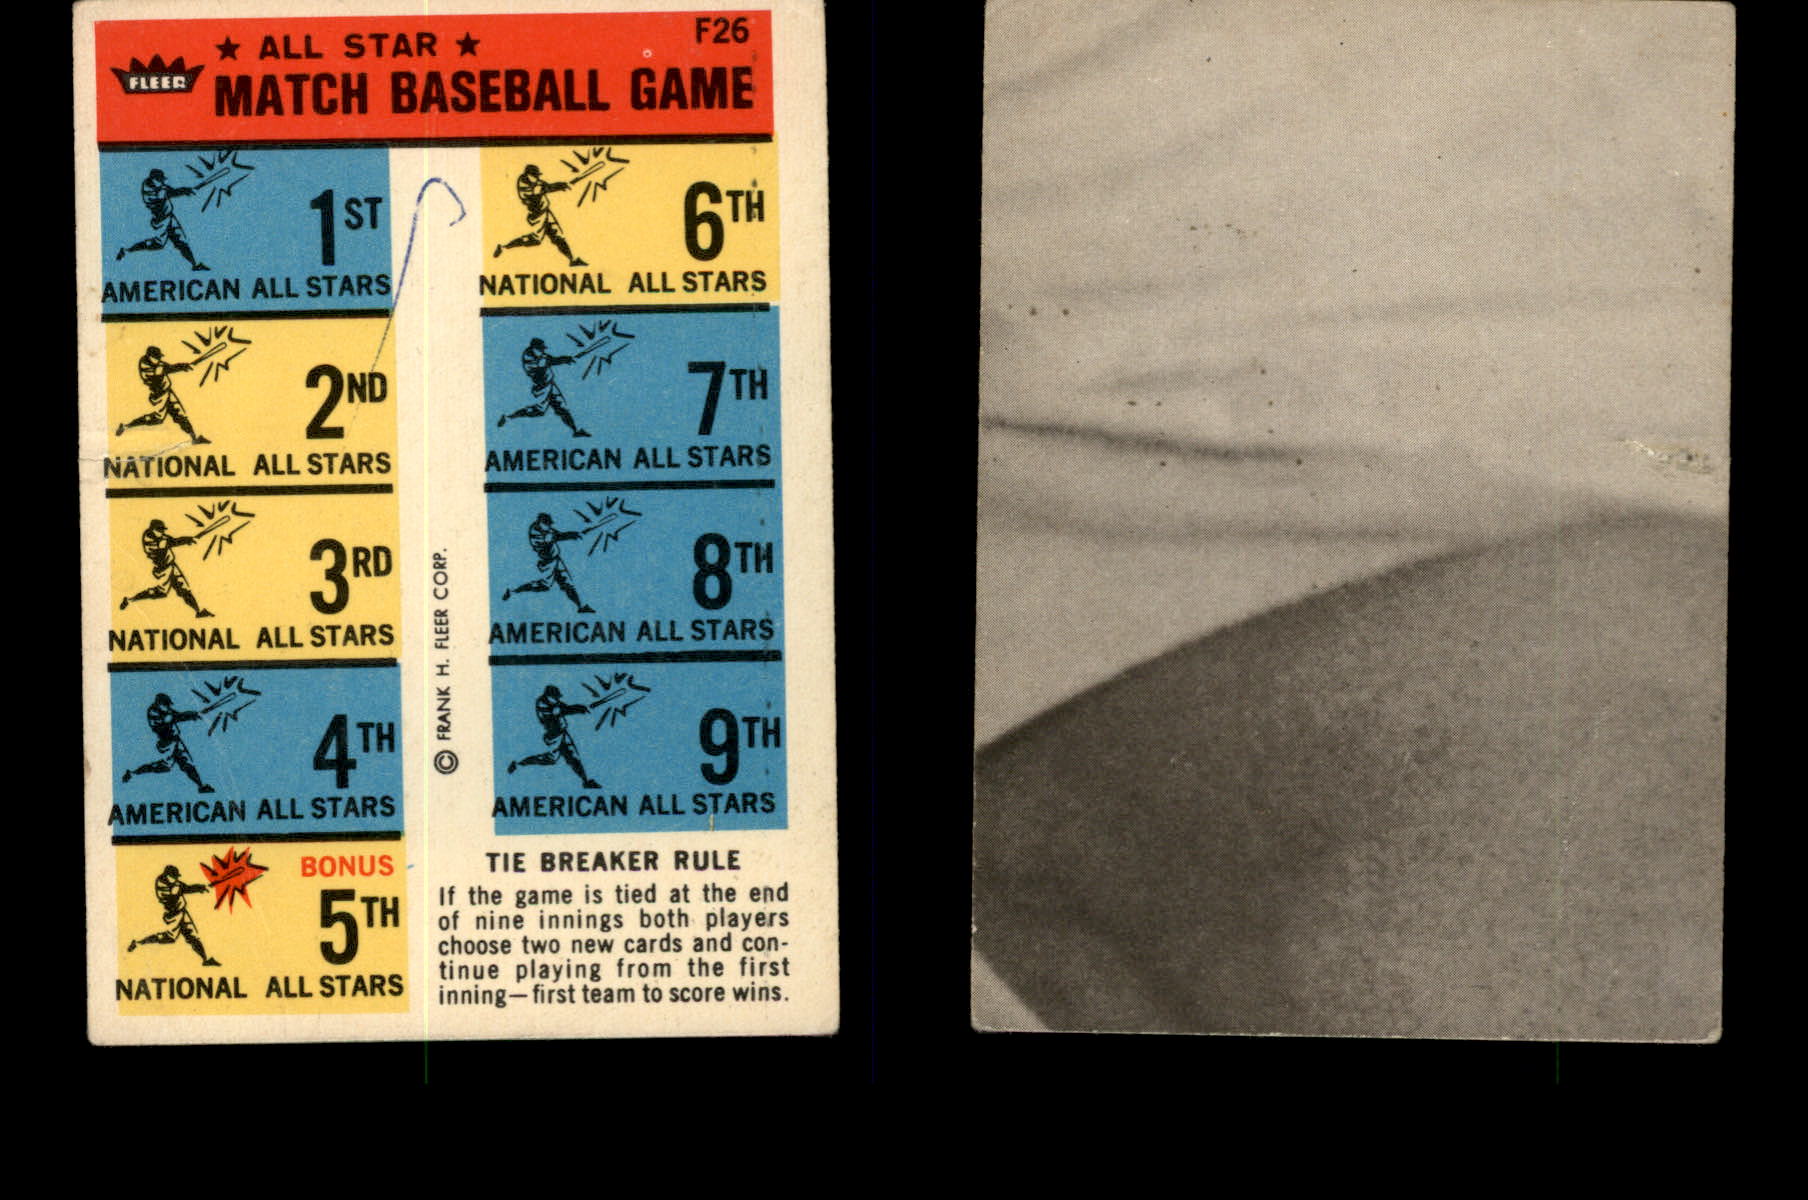 FLEER
★ ALL STAR ★
F26
MATCH BASEBALL GAME
1ST
AMERICAN ALL STARS
2ND
NATIONAL ALL STARS
3RD
NATIONAL ALL STARS
4TH
AMERICAN ALL STARS
BONUS
5TH
NATIONAL ALL STARS
© FRANK H. FLEER CORP.
6TH
NATIONAL ALL STARS
7TH
AMERICAN ALL STARS
8TH
AMERICAN ALL STARS
9TH
AMERICAN ALL STARS
TIE BREAKER RULE
If the game is tied at the end
of nine innings both players
choose two new cards and con-
tinue playing from the first
inning—first team to score wins.